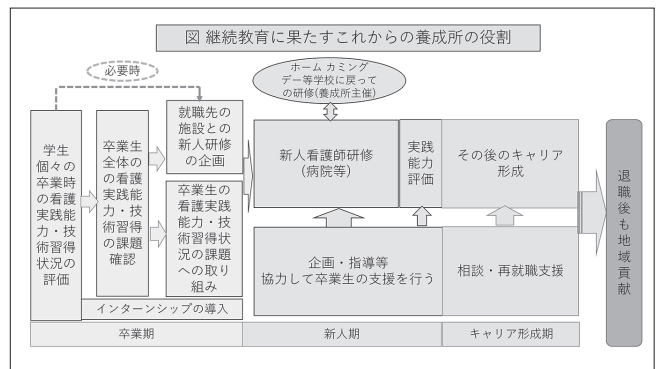 図 継続教育に果たすこれからの養成所の役割
必要時
ホーム カミング
デー等学校に戻って
の研修(養成所主催)
学生
個々の
卒業時
の看護
実践能
力・技
術習得
状況の
評価
卒業生
全体の
の看護
実践能
力・技
術習得
の課題
確認
就職先の
施設との
新人研修
の企画
卒業生の
看護実践
能力・技
術習得状
況の課題
への取り
組み
インターンシップの導入
新人看護師研修
(病院等)
実践
能力
評価
その後のキャリア
形成
企画・指導等
協力して卒業生の支援を行う
相談・再就職支援
退職後も地域貢献
卒業期
新人期
キャリア形成期